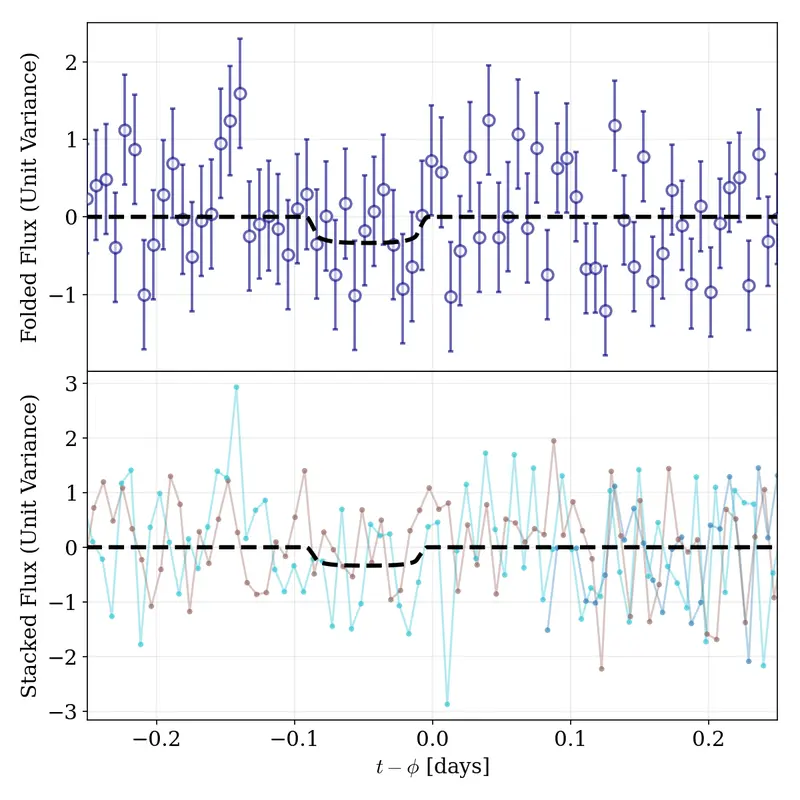 Folded Flux (Unit Variance)
2
1
0
−1
Stacked Flux (Unit Variance)
3
2
1
0
−1
−2
−3
−0.2 −0.1 0.0 0.1 0.2
t − ϕ [days]